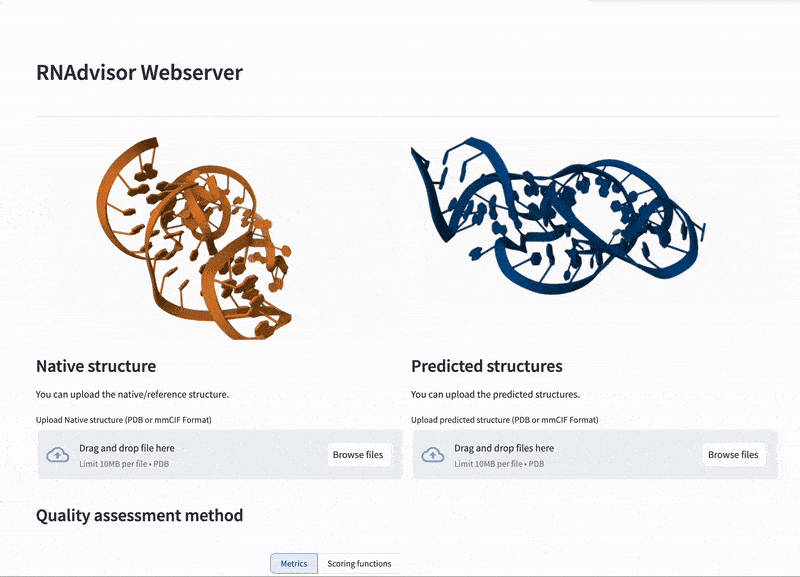 RNAdvisor Webserver
Native structure
You can upload the native/reference structure.
Upload Native structure (PDB or mmCIF Format)
Drag and drop file here
Limit 10MB per file • PDB
Browse files
Predicted structures
You can upload the predicted structures.
Upload predicted structure (PDB or mmCIF Format)
Drag and drop files here
Limit 10MB per file • PDB
Browse files
Quality assessment method
Metrics
Scoring functions